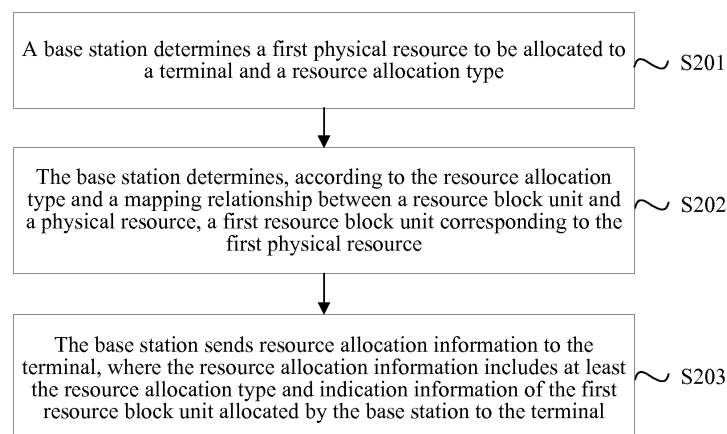 A base station determines a first physical resource to be allocated to
a terminal and a resource allocation type
S201
The base station determines, according to the resource allocation
type and a mapping relationship between a resource block unit and
a physical resource, a first resource block unit corresponding to the
first physical resource
S202
The base station sends resource allocation information to the
terminal, where the resource allocation information includes at least
the resource allocation type and indication information of the first
resource block unit allocated by the base station to the terminal
S203